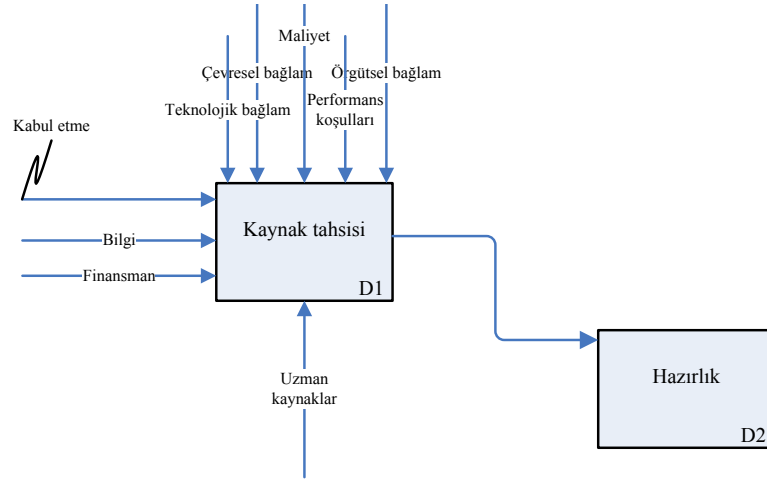 Maliyet
Çevresel bağlam
Örgütsel bağlam
Teknolojik bağlam
Performans
koşulları
Kabul etme
Kaynak tahsisi
Bilgi
Finansman
D1
Uzman
kaynaklar
Hazırlık
D2